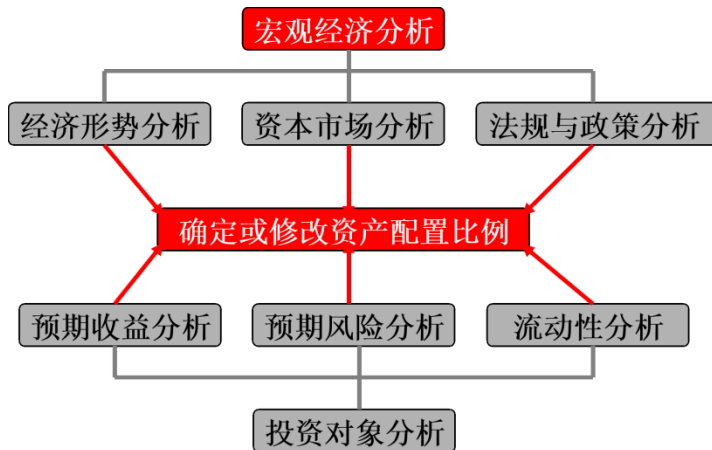 宏观经济分析
经济形势分析
资本市场分析
法规与政策分析
确定或修改资产配置比例
预期收益分析
预期风险分析
流动性分析
投资对象分析